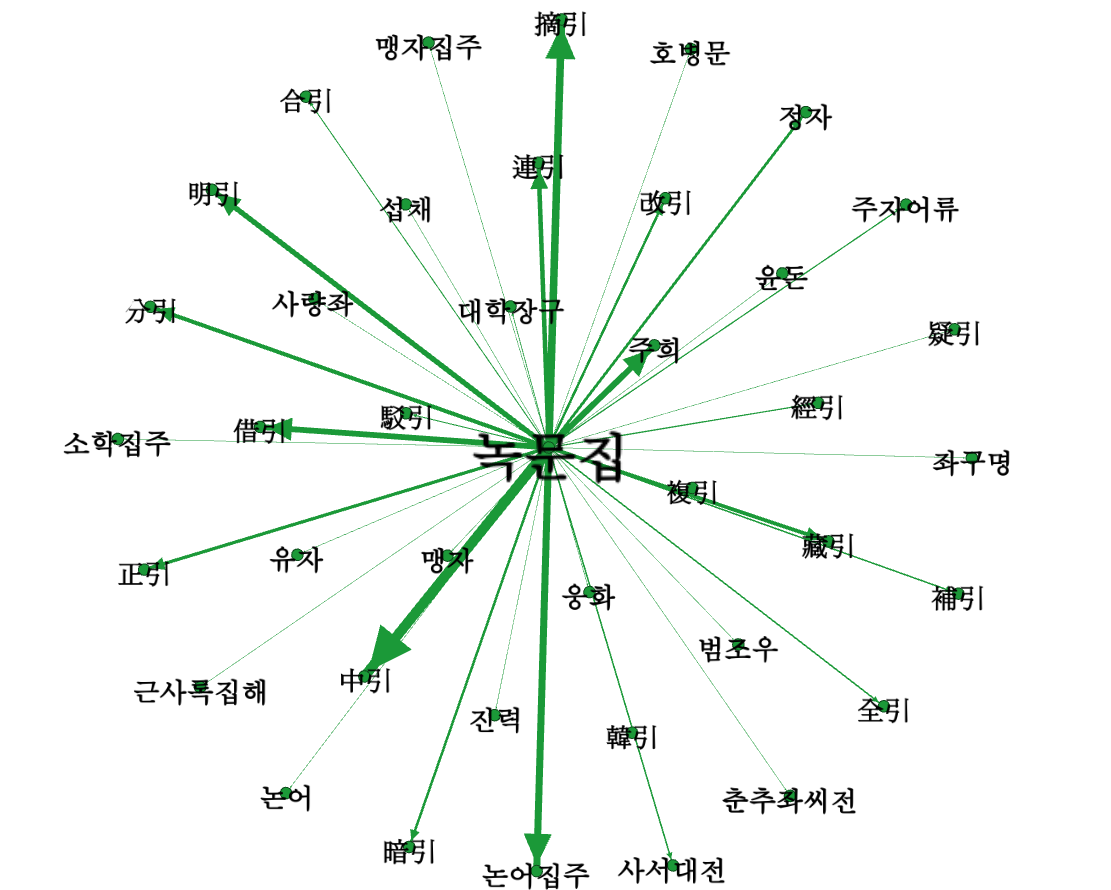 摘引
맹자집주
호병문
合引
정자
連引
明引
섭채
改引
주자어류
윤돈
사량좌
대학장구
分引
疑引
주희
駁引
經引
借引
소학집주
녹문집
좌구명
複引
藏引
맹자
유자
正引
웅화
補引
범조우
中引
근사록집해
全引
진력
韓引
논어
춘추좌씨전
暗引
사서대전
논어집주